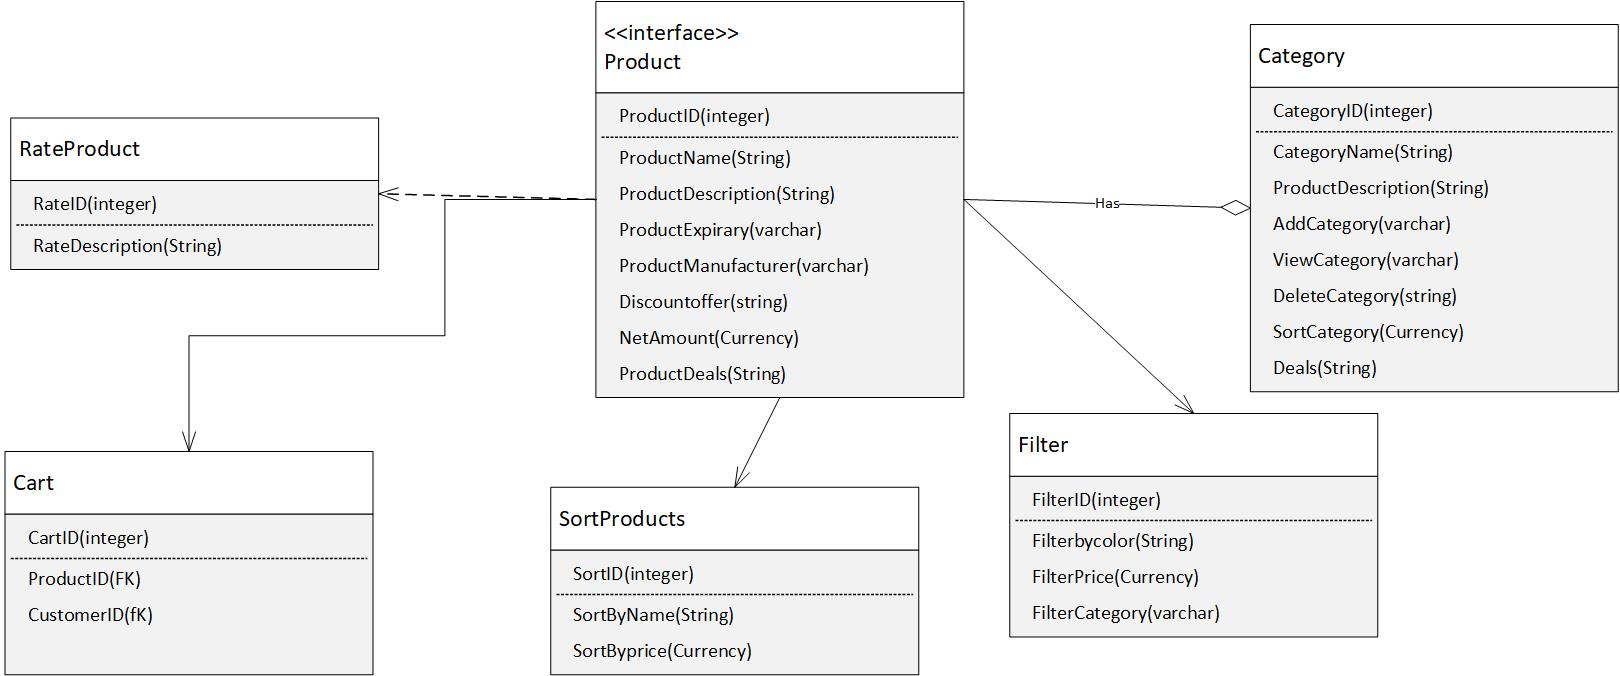 <<interface>>
Product
ProductID(integer)
ProductName(String)
ProductDescription(String)
ProductExpirary(varchar)
ProductManufacturer(varchar)
Discountoffer(string)
NetAmount(Currency)
ProductDeals(String)
Category
CategoryID(integer)
CategoryName(String)
ProductDescription(String)
AddCategory(varchar)
ViewCategory(varchar)
DeleteCategory(string)
SortCategory(Currency)
Deals(String)
RateProduct
RateID(integer)
RateDescription(String)
Has
Cart
CartID(integer)
ProductID(FK)
CustomerID(fK)
SortProducts
SortID(integer)
SortByName(String)
SortByprice(Currency)
Filter
FilterID(integer)
Filterbycolor(String)
FilterPrice(Currency)
FilterCategory(varchar)